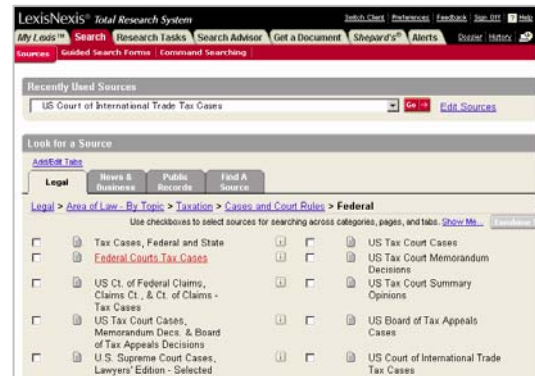 LexisNexis® Total Research System
Switch Client | Preferences | Feedback | Sign Off | ? Help
My Lexis™ Search Research Tasks Search Advisor Get a Document Shepard's® Alerts Dossier | History
Sources Guided Search Forms Command Searching
Recently Used Sources
US Court of International Trade Tax Cases Go Edit Sources
Look for a Source
Add/Edit Tabs
Legal News & Business Public Records Find A Source
Legal > Area of Law - By Topic > Taxation > Cases and Court Rules > Federal
Use checkboxes to select sources for searching across categories, pages, and tabs. Show Me...
Tax Cases, Federal and State
Federal Courts Tax Cases
US Ct. of Federal Claims,
Claims Ct., & Ct. of Claims -
Tax Cases
US Tax Court Cases,
Memorandum Decs. & Board
of Tax Appeals Decisions
U.S. Supreme Court Cases,
Lawyers' Edition - Selected
US Tax Court Cases
US Tax Court Memorandum
Decisions
US Tax Court Summary
Opinions
US Board of Tax Appeals
Cases
US Court of International Trade
Tax Cases